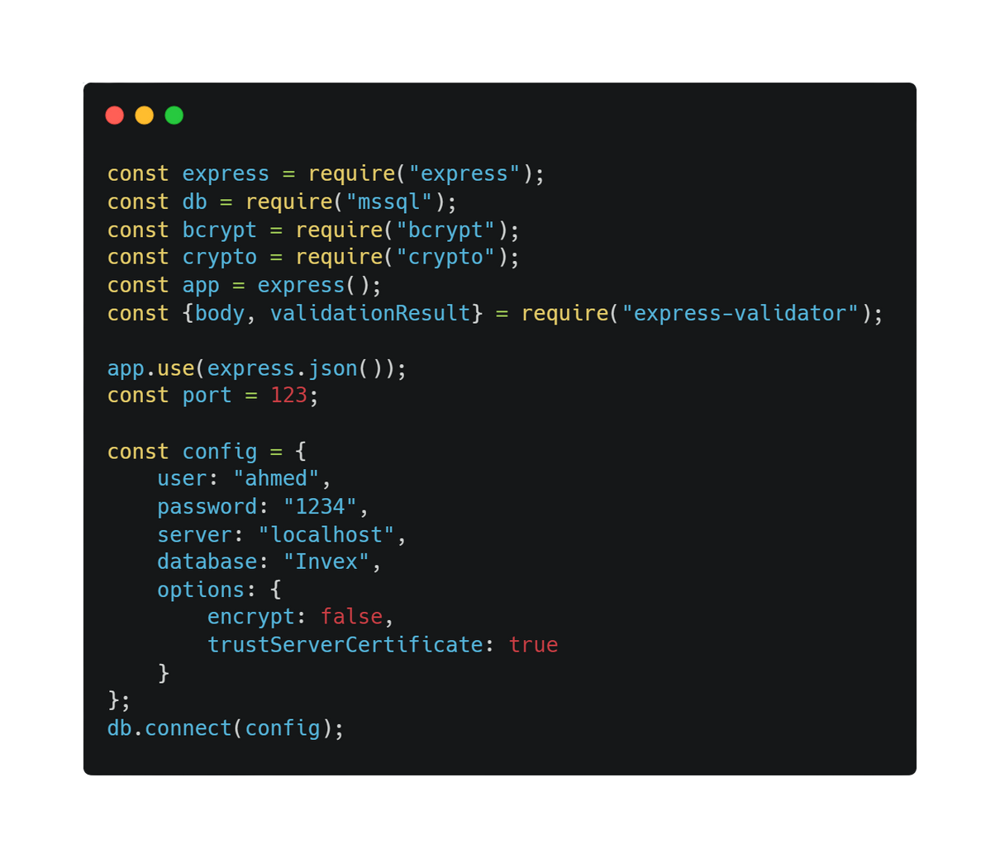 const express = require("express");
const db = require("mssql");
const bcrypt = require("bcrypt");
const crypto = require("crypto");
const app = express();
const {body, validationResult} = require("express-validator");

app.use(express.json());
const port = 123;

const config = {
    user: "ahmed",
    password: "1234",
    server: "localhost",
    database: "Invex",
    options: {
        encrypt: false,
        trustServerCertificate: true
    }
};
db.connect(config);